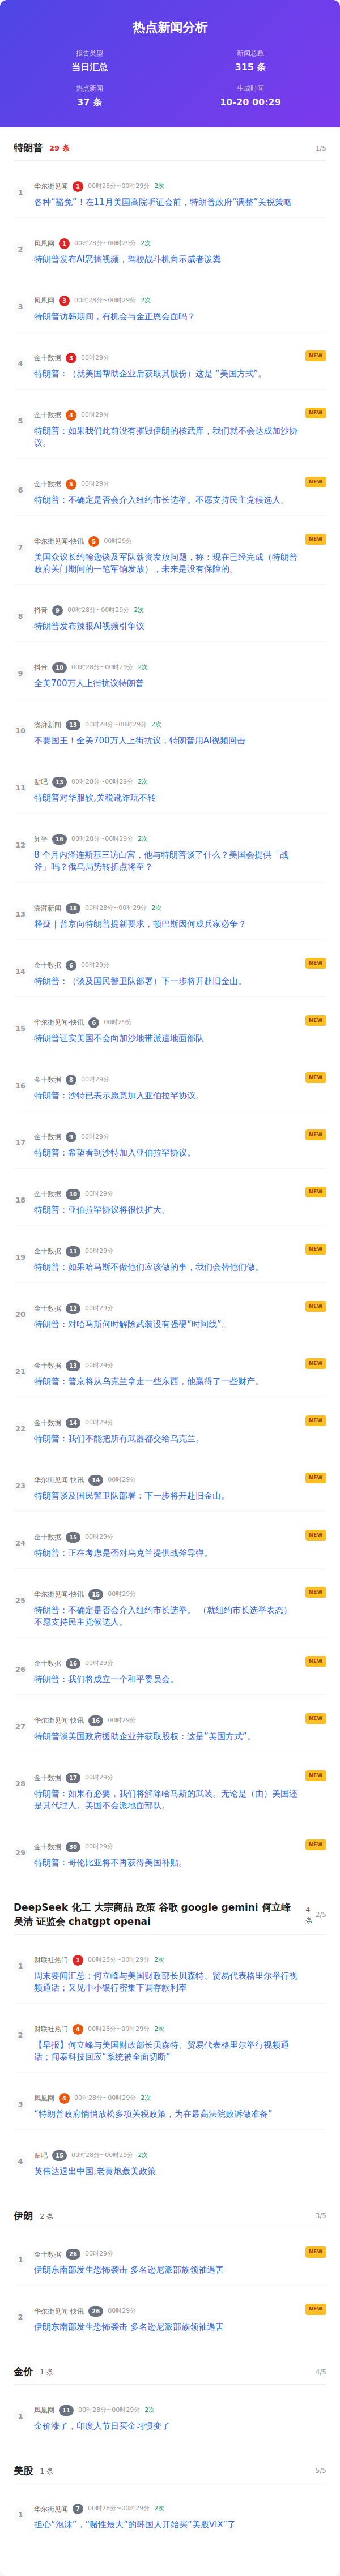 热点新闻分析
报告类型
新闻总数
当日汇总
315 条
热点新闻
生成时间
37 条
10-20 00:29
特朗普 29 条 1/5
1
华尔街见闻 1 00时28分~00时29分 2次
各种“豁免”！在11月美国高院听证会前，特朗普政府“调整”关税政策
2
凤凰网 1 00时28分~00时29分 2次
特朗普发布AI恶搞视频，驾驶战斗机向示威者泼粪
3
凤凰网 3 00时28分~00时29分 2次
特朗普访韩期间，有机会与金正恩会面吗？
4
金十数据 3 00时29分 NEW
特朗普：（就美国帮助企业后获取其股份）这是 “美国方式”。
5
金十数据 4 00时29分 NEW
特朗普：如果我们此前没有摧毁伊朗的核武库，我们就不会达成加沙协
议。
6
金十数据 5 00时29分 NEW
特朗普：不确定是否会介入纽约市长选举。不愿支持民主党候选人。
7
华尔街见闻-快讯 5 00时29分 NEW
美国众议长约翰逊谈及军队薪资发放问题，称：现在已经完成（特朗普
政府关门期间的一笔军饷发放），未来是没有保障的。
8
抖音 9 00时28分~00时29分 2次
特朗普发布辣眼AI视频引争议
9
抖音 10 00时28分~00时29分 2次
全美700万人上街抗议特朗普
10
澎湃新闻 13 00时28分~00时29分 2次
不要国王！全美700万人上街抗议，特朗普用AI视频回击
11
贴吧 13 00时28分~00时29分 2次
特朗普对华服软,关税讹诈玩不转
12
知乎 16 00时28分~00时29分 2次
8 个月内泽连斯基三访白宫，他与特朗普谈了什么？美国会提供「战
斧」吗？俄乌局势转折点将至？
13
澎湃新闻 18 00时28分~00时29分 2次
释疑｜普京向特朗普提新要求，顿巴斯因何成兵家必争？
14
金十数据 6 00时29分 NEW
特朗普：（谈及国民警卫队部署）下一步将开赴旧金山。
15
华尔街见闻-快讯 6 00时29分 NEW
特朗普证实美国不会向加沙地带派遣地面部队
16
金十数据 8 00时29分 NEW
特朗普：沙特已表示愿意加入亚伯拉罕协议。
17
金十数据 9 00时29分 NEW
特朗普：希望看到沙特加入亚伯拉罕协议。
18
金十数据 10 00时29分 NEW
特朗普：亚伯拉罕协议将很快扩大。
19
金十数据 11 00时29分 NEW
特朗普：如果哈马斯不做他们应该做的事，我们会替他们做。
20
金十数据 12 00时29分 NEW
特朗普：对哈马斯何时解除武装没有强硬“时间线”。
21
金十数据 13 00时29分 NEW
特朗普：普京将从乌克兰拿走一些东西，他赢得了一些财产。
22
金十数据 14 00时29分 NEW
特朗普：我们不能把所有武器都交给乌克兰。
23
华尔街见闻-快讯 14 00时29分 NEW
特朗普谈及国民警卫队部署：下一步将开赴旧金山。
24
金十数据 15 00时29分 NEW
特朗普：正在考虑是否对乌克兰提供战斧导弹。
25
华尔街见闻-快讯 15 00时29分 NEW
特朗普：不确定是否会介入纽约市长选举。 （就纽约市长选举表态）
不愿支持民主党候选人。
26
金十数据 16 00时29分 NEW
特朗普：我们将成立一个和平委员会。
27
华尔街见闻-快讯 16 00时29分 NEW
特朗普谈美国政府援助企业并获取股权：这是“美国方式”。
28
金十数据 17 00时29分 NEW
特朗普：如果有必要，我们将解除哈马斯的武装。无论是（由）美国还
是其代理人。美国不会派地面部队。
29
金十数据 30 00时29分 NEW
特朗普：哥伦比亚将不再获得美国补贴。
DeepSeek 化工 大宗商品 政策 谷歌 google gemini 何立峰
吴清 证监会 chatgpt openai
4
条 2/5
1
财联社热门 1 00时28分~00时29分 2次
周末要闻汇总：何立峰与美国财政部长贝森特、贸易代表格里尔举行视
频通话；又见中小银行密集下调存款利率
2
财联社热门 4 00时28分~00时29分 2次
【早报】何立峰与美国财政部长贝森特、贸易代表格里尔举行视频通
话；闻泰科技回应“系统被全面切断”
3
凤凰网 4 00时28分~00时29分 2次
“特朗普政府悄悄放松多项关税政策，为在最高法院败诉做准备”
4
贴吧 15 00时28分~00时29分 2次
英伟达退出中国,老黄炮轰美政策
伊朗 2 条 3/5
1
金十数据 26 00时29分 NEW
伊朗东南部发生恐怖袭击 多名逊尼派部族领袖遇害
2
华尔街见闻-快讯 26 00时29分 NEW
伊朗东南部发生恐怖袭击 多名逊尼派部族领袖遇害
金价 1 条 4/5
1
凤凰网 11 00时28分~00时29分 2次
金价涨了，印度人节日买金习惯变了
美股 1 条 5/5
1
华尔街见闻 7 00时28分~00时29分 2次
担心“泡沫”，“赌性最大”的韩国人开始买“美股VIX”了